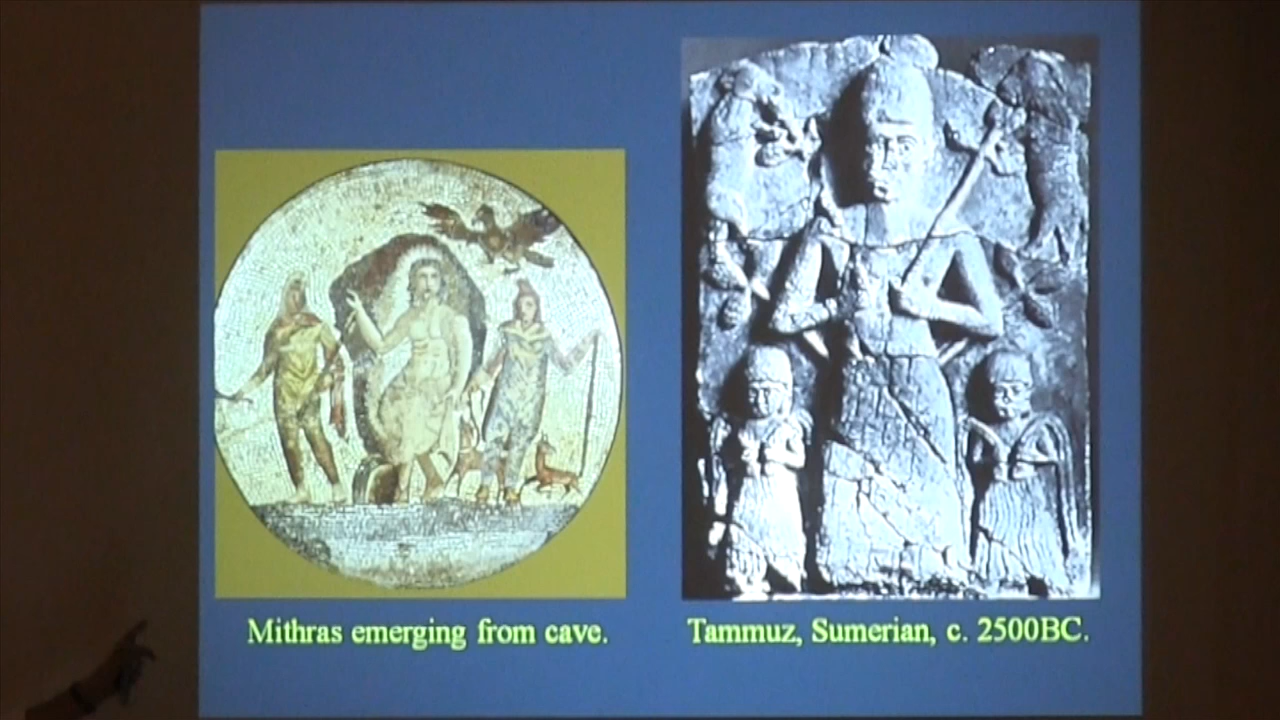 Mithras emerging from cave.
Tammuz, Sumerian, c. 2500BC.